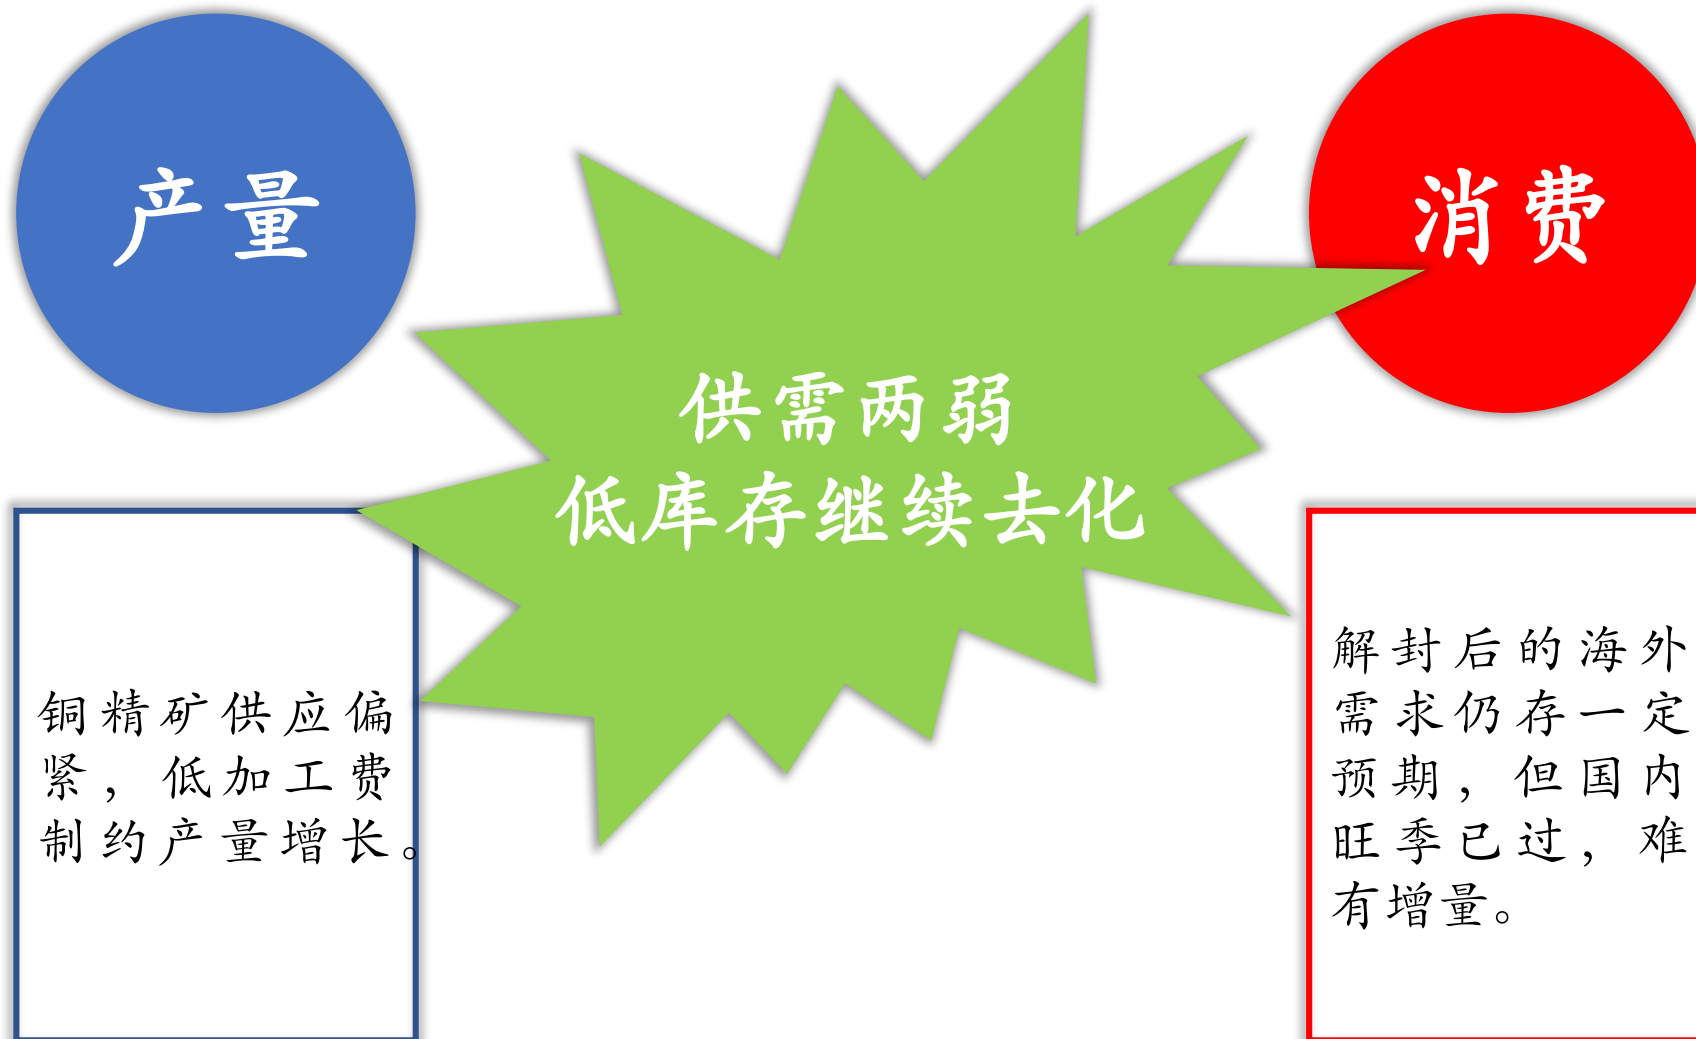 产量
消费
供需两弱
低库存继续去化
铜精矿供应偏
紧，低加工费
制约产量增长。
解封后的海外
需求仍存一定
预期，但国内
旺季已过，难
有增量。